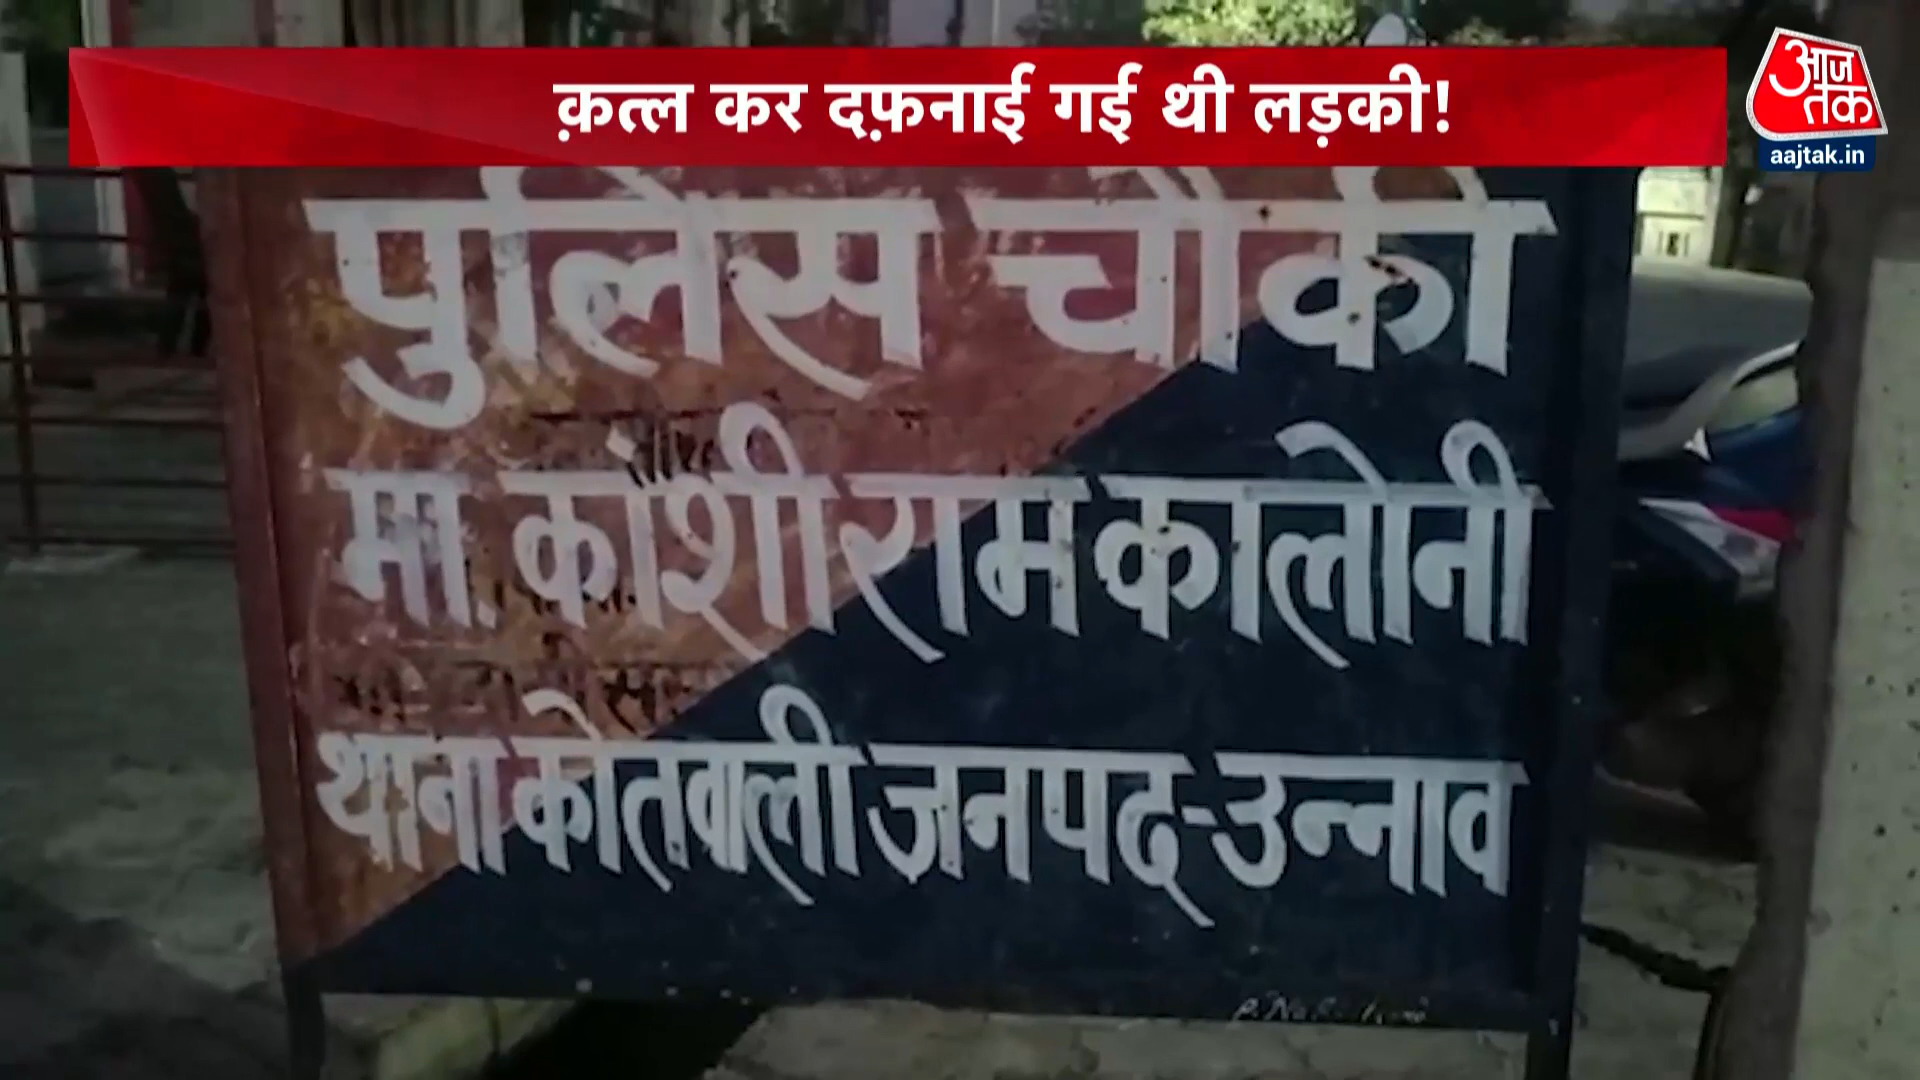 क़त्ल कर दफ़नाई गई थी लड़की!
आज
तक
aajtak.in
पुलिस चौकी
मा. कांशीराम कालोनी
थाना कोतवाली जनपद-उन्नाव